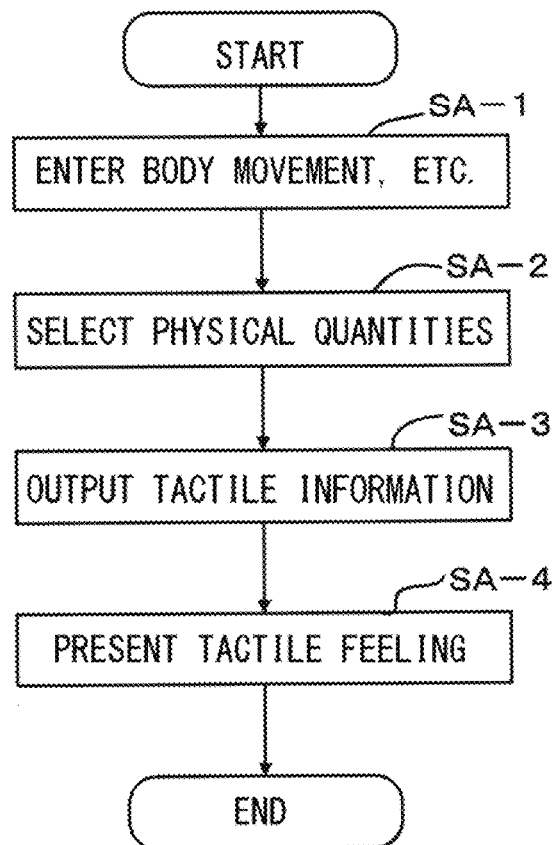 START
SA-1
ENTER BODY MOVEMENT, ETC.
SA-2
SELECT PHYSICAL QUANTITIES
SA-3
OUTPUT TACTILE INFORMATION
SA-4
PRESENT TACTILE FEELING
END